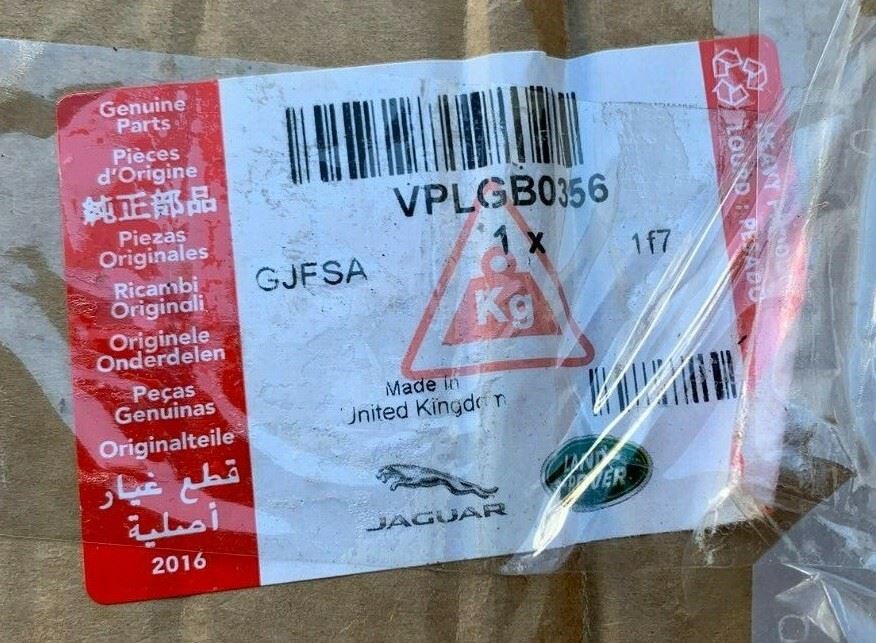 Genuine
Parts
Pièces
d'Origine
純正部品
Piezas
Originales
Ricambi
Originali
Originele
Onderdelen
Peças
Genuinas
Originalteile
قطع غيار
أصلية
2016
VPLGB0356
1 x
1f7
GJFSA
Kg
Made in
United Kingdom
JAGUAR
LAND
ROVER